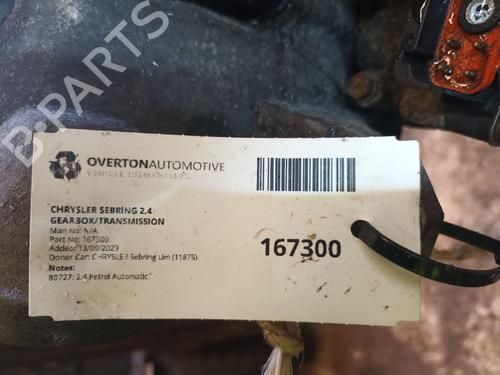 B-PARTS
OVERTONAUTOMOTIVE
VEHICLE DISMANTLERS
CHRYSLER SEBRING 2.4
GEARBOX/TRANSMISSION
Man No: N/A
Part No: 167300
Added: 13/09/2023
Donor Car: CHRYSLER Sebring Lim (11875)
Notes:
80727: 2.4 Petrol Automatic
167300